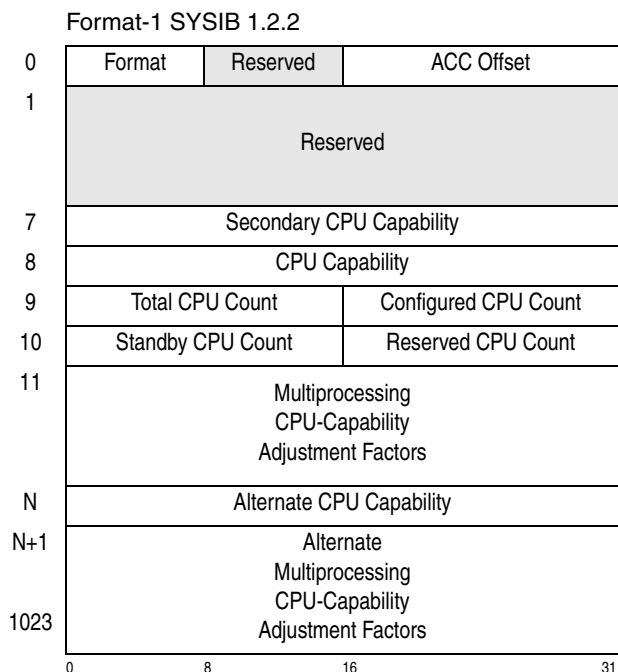 Format-1 SYSIB 1.2.2
0 Format Reserved ACC Offset
1
Reserved
7 Secondary CPU Capability
8 CPU Capability
9 Total CPU Count Configured CPU Count
10 Standby CPU Count Reserved CPU Count
11
Multiprocessing
CPU-Capability
Adjustment Factors
N Alternate CPU Capability
N+1 Alternate
Multiprocessing
CPU-Capability
1023 Adjustment Factors
0 8 16 31